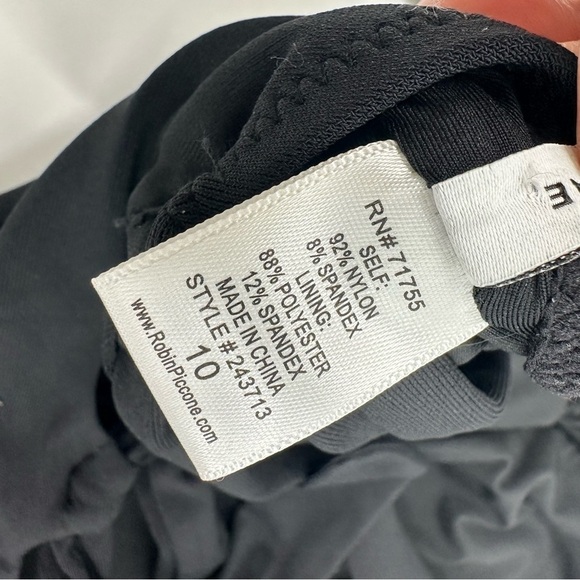 RN# 71755
SELF:
92% NYLON
8% SPANDEX
LINING:
88% POLYESTER
12% SPANDEX
MADE IN CHINA
STYLE # 243713
10
www.RobinPiccone.com